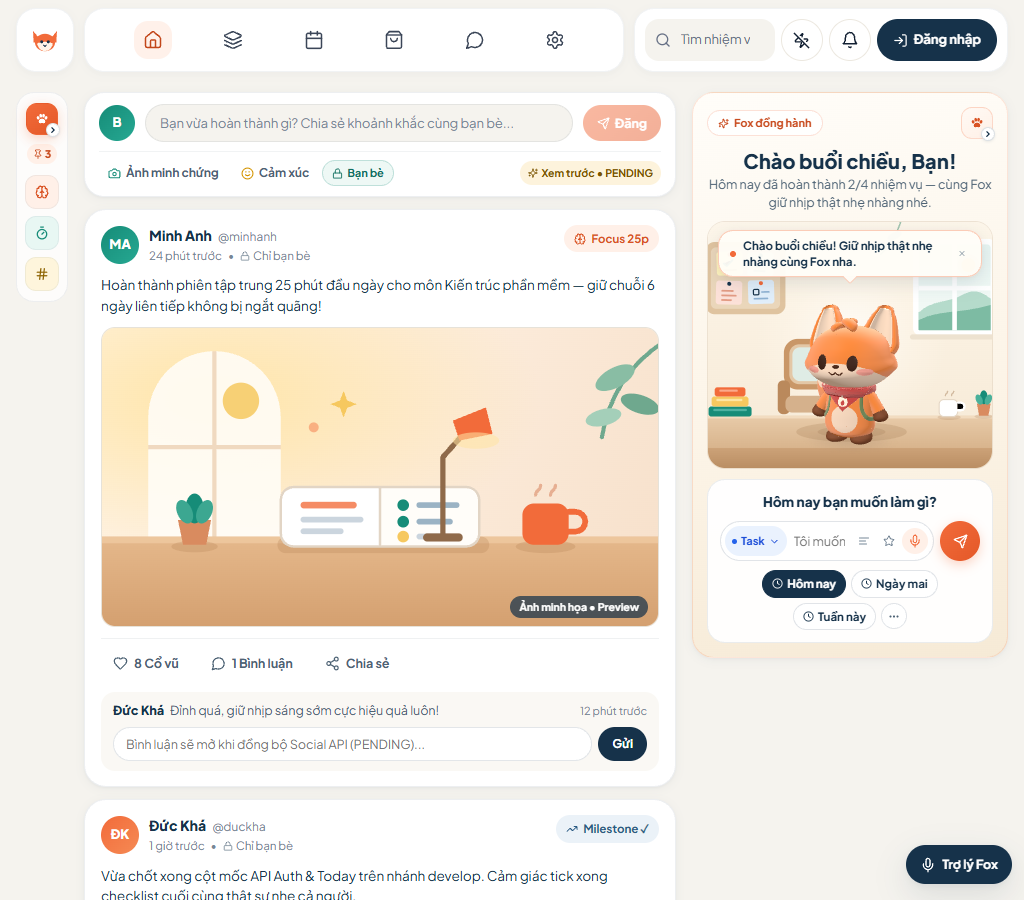 Tìm nhiệm v
Đăng nhập
B
Bạn vừa hoàn thành gì? Chia sẻ khoảnh khắc cùng bạn bè...
Đăng
Ảnh minh chứng
Cảm xúc
Bạn bè
Xem trước • PENDING
3
MA
Minh Anh @minhanh
24 phút trước • Chỉ bạn bè
Focus 25p
Hoàn thành phiên tập trung 25 phút đầu ngày cho môn Kiến trúc phần mềm — giữ chuỗi 6
ngày liên tiếp không bị ngắt quãng!
Ảnh minh họa • Preview
8 Cổ vũ
1 Bình luận
Chia sẻ
Đức Khá Đỉnh quá, giữ nhịp sáng sớm cực hiệu quả luôn!
12 phút trước
Bình luận sẽ mở khi đồng bộ Social API (PENDING)...
Gửi
ĐK
Đức Khá @duckha
1 giờ trước • Chỉ bạn bè
Milestone ✓
Vừa chốt xong cột mốc API Auth & Today trên nhánh develop. Cảm giác tick xong
checklist cuối cùng thật sự nhẹ cả người.
Fox đồng hành
Chào buổi chiều, Bạn!
Hôm nay đã hoàn thành 2/4 nhiệm vụ — cùng Fox
giữ nhịp thật nhẹ nhàng nhé.
Chào buổi chiều! Giữ nhịp thật nhẹ
nhàng cùng Fox nha.
×
Hôm nay bạn muốn làm gì?
Task
Tôi muốn
Hôm nay
Ngày mai
Tuần này
Trợ lý Fox